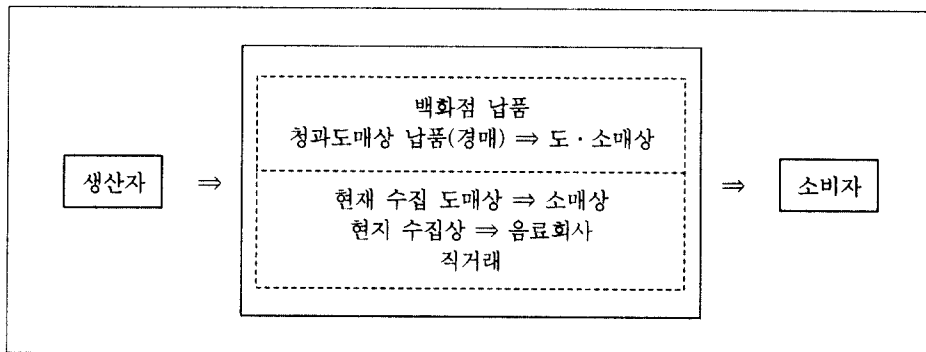 백화점 납품
청과도매상 납품(경매) ⇒ 도·소매상
생산자 ⇒ ⇒ 소비자
현재 수집 도매상 ⇒ 소매상
현지 수집상 ⇒ 음료회사
직거래